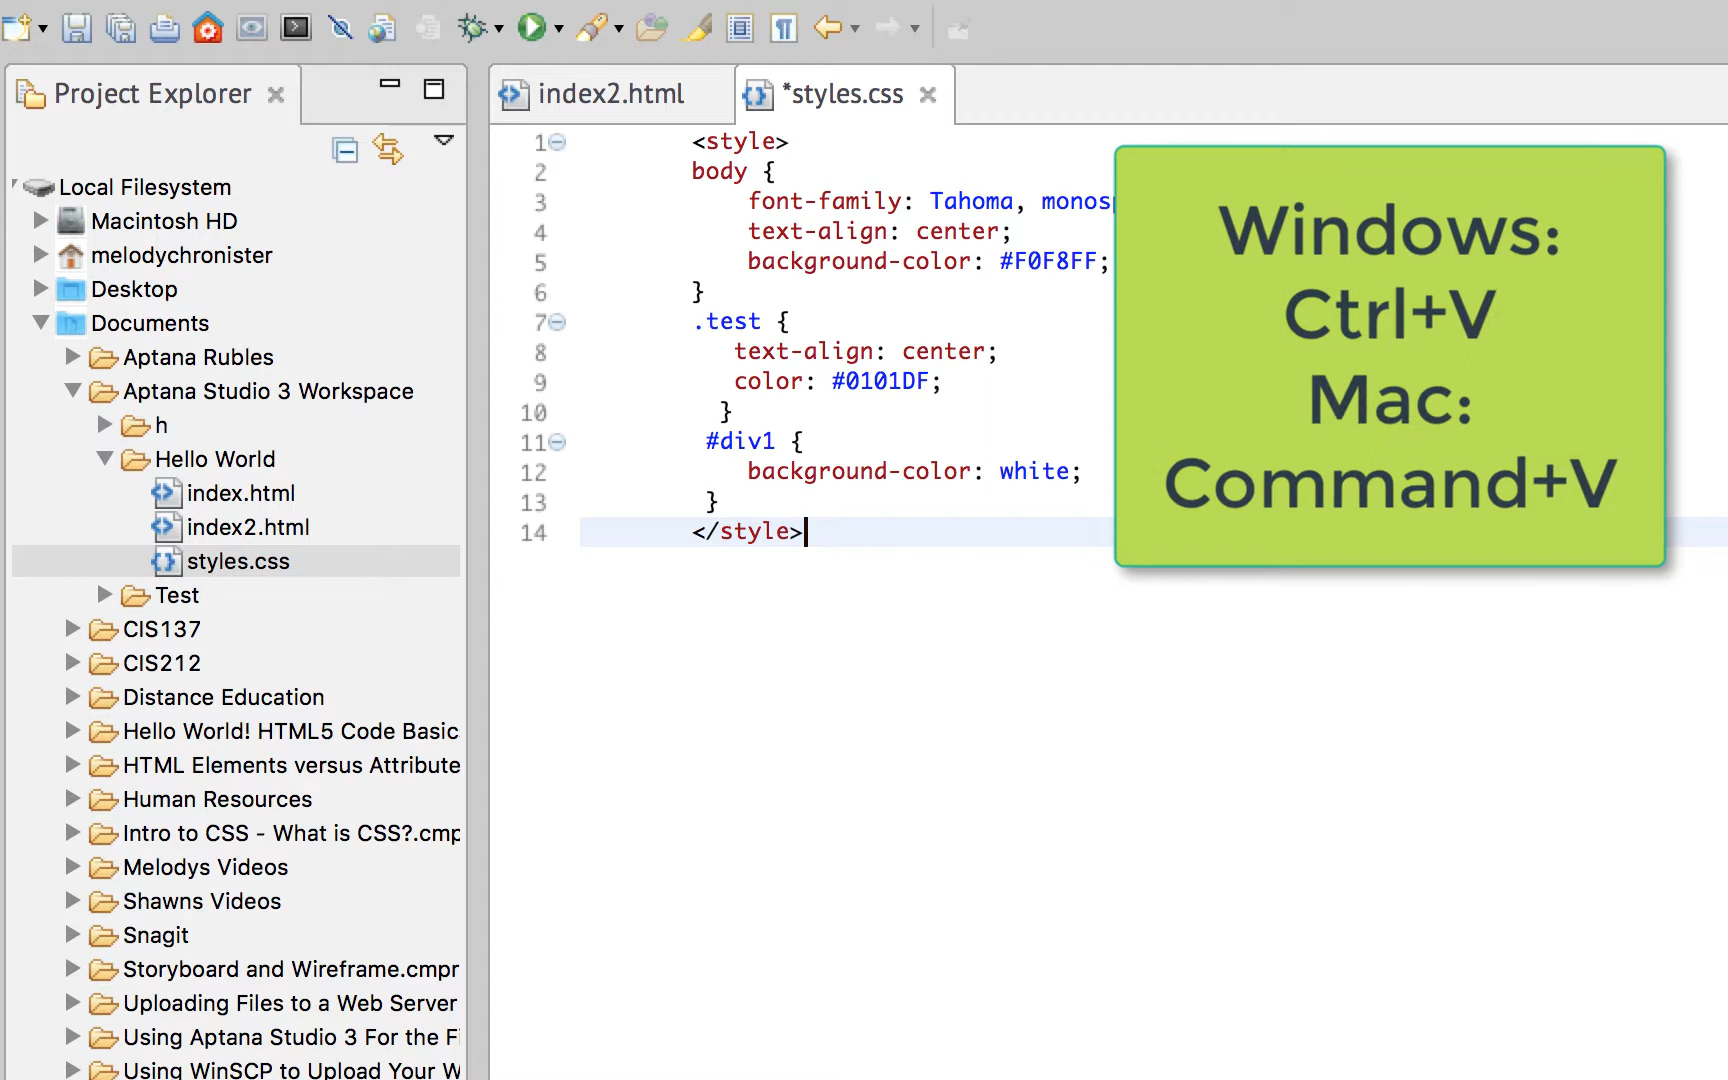 Project Explorer
index2.html
*styles.css
Local Filesystem
Macintosh HD
melodychronister
Desktop
Documents
Aptana Rubles
Aptana Studio 3 Workspace
h
Hello World
index.html
index2.html
styles.css
Test
CIS137
CIS212
Distance Education
Hello World! HTML5 Code Basic
HTML Elements versus Attribute
Human Resources
Intro to CSS - What is CSS?.cmp
Melodys Videos
Shawns Videos
Snagit
Storyboard and Wireframe.cmpr
Uploading Files to a Web Server
Using Aptana Studio 3 For the Fi
Using WinSCP to Upload Your W
1 <style>
2 body {
3 font-family: Tahoma, monosp
4 text-align: center;
5 background-color: #F0F8FF;
6 }
7 .test {
8 text-align: center;
9 color: #0101DF;
10 }
11 #div1 {
12 background-color: white;
13 }
14 </style>
Windows:
Ctrl+V
Mac:
Command+V